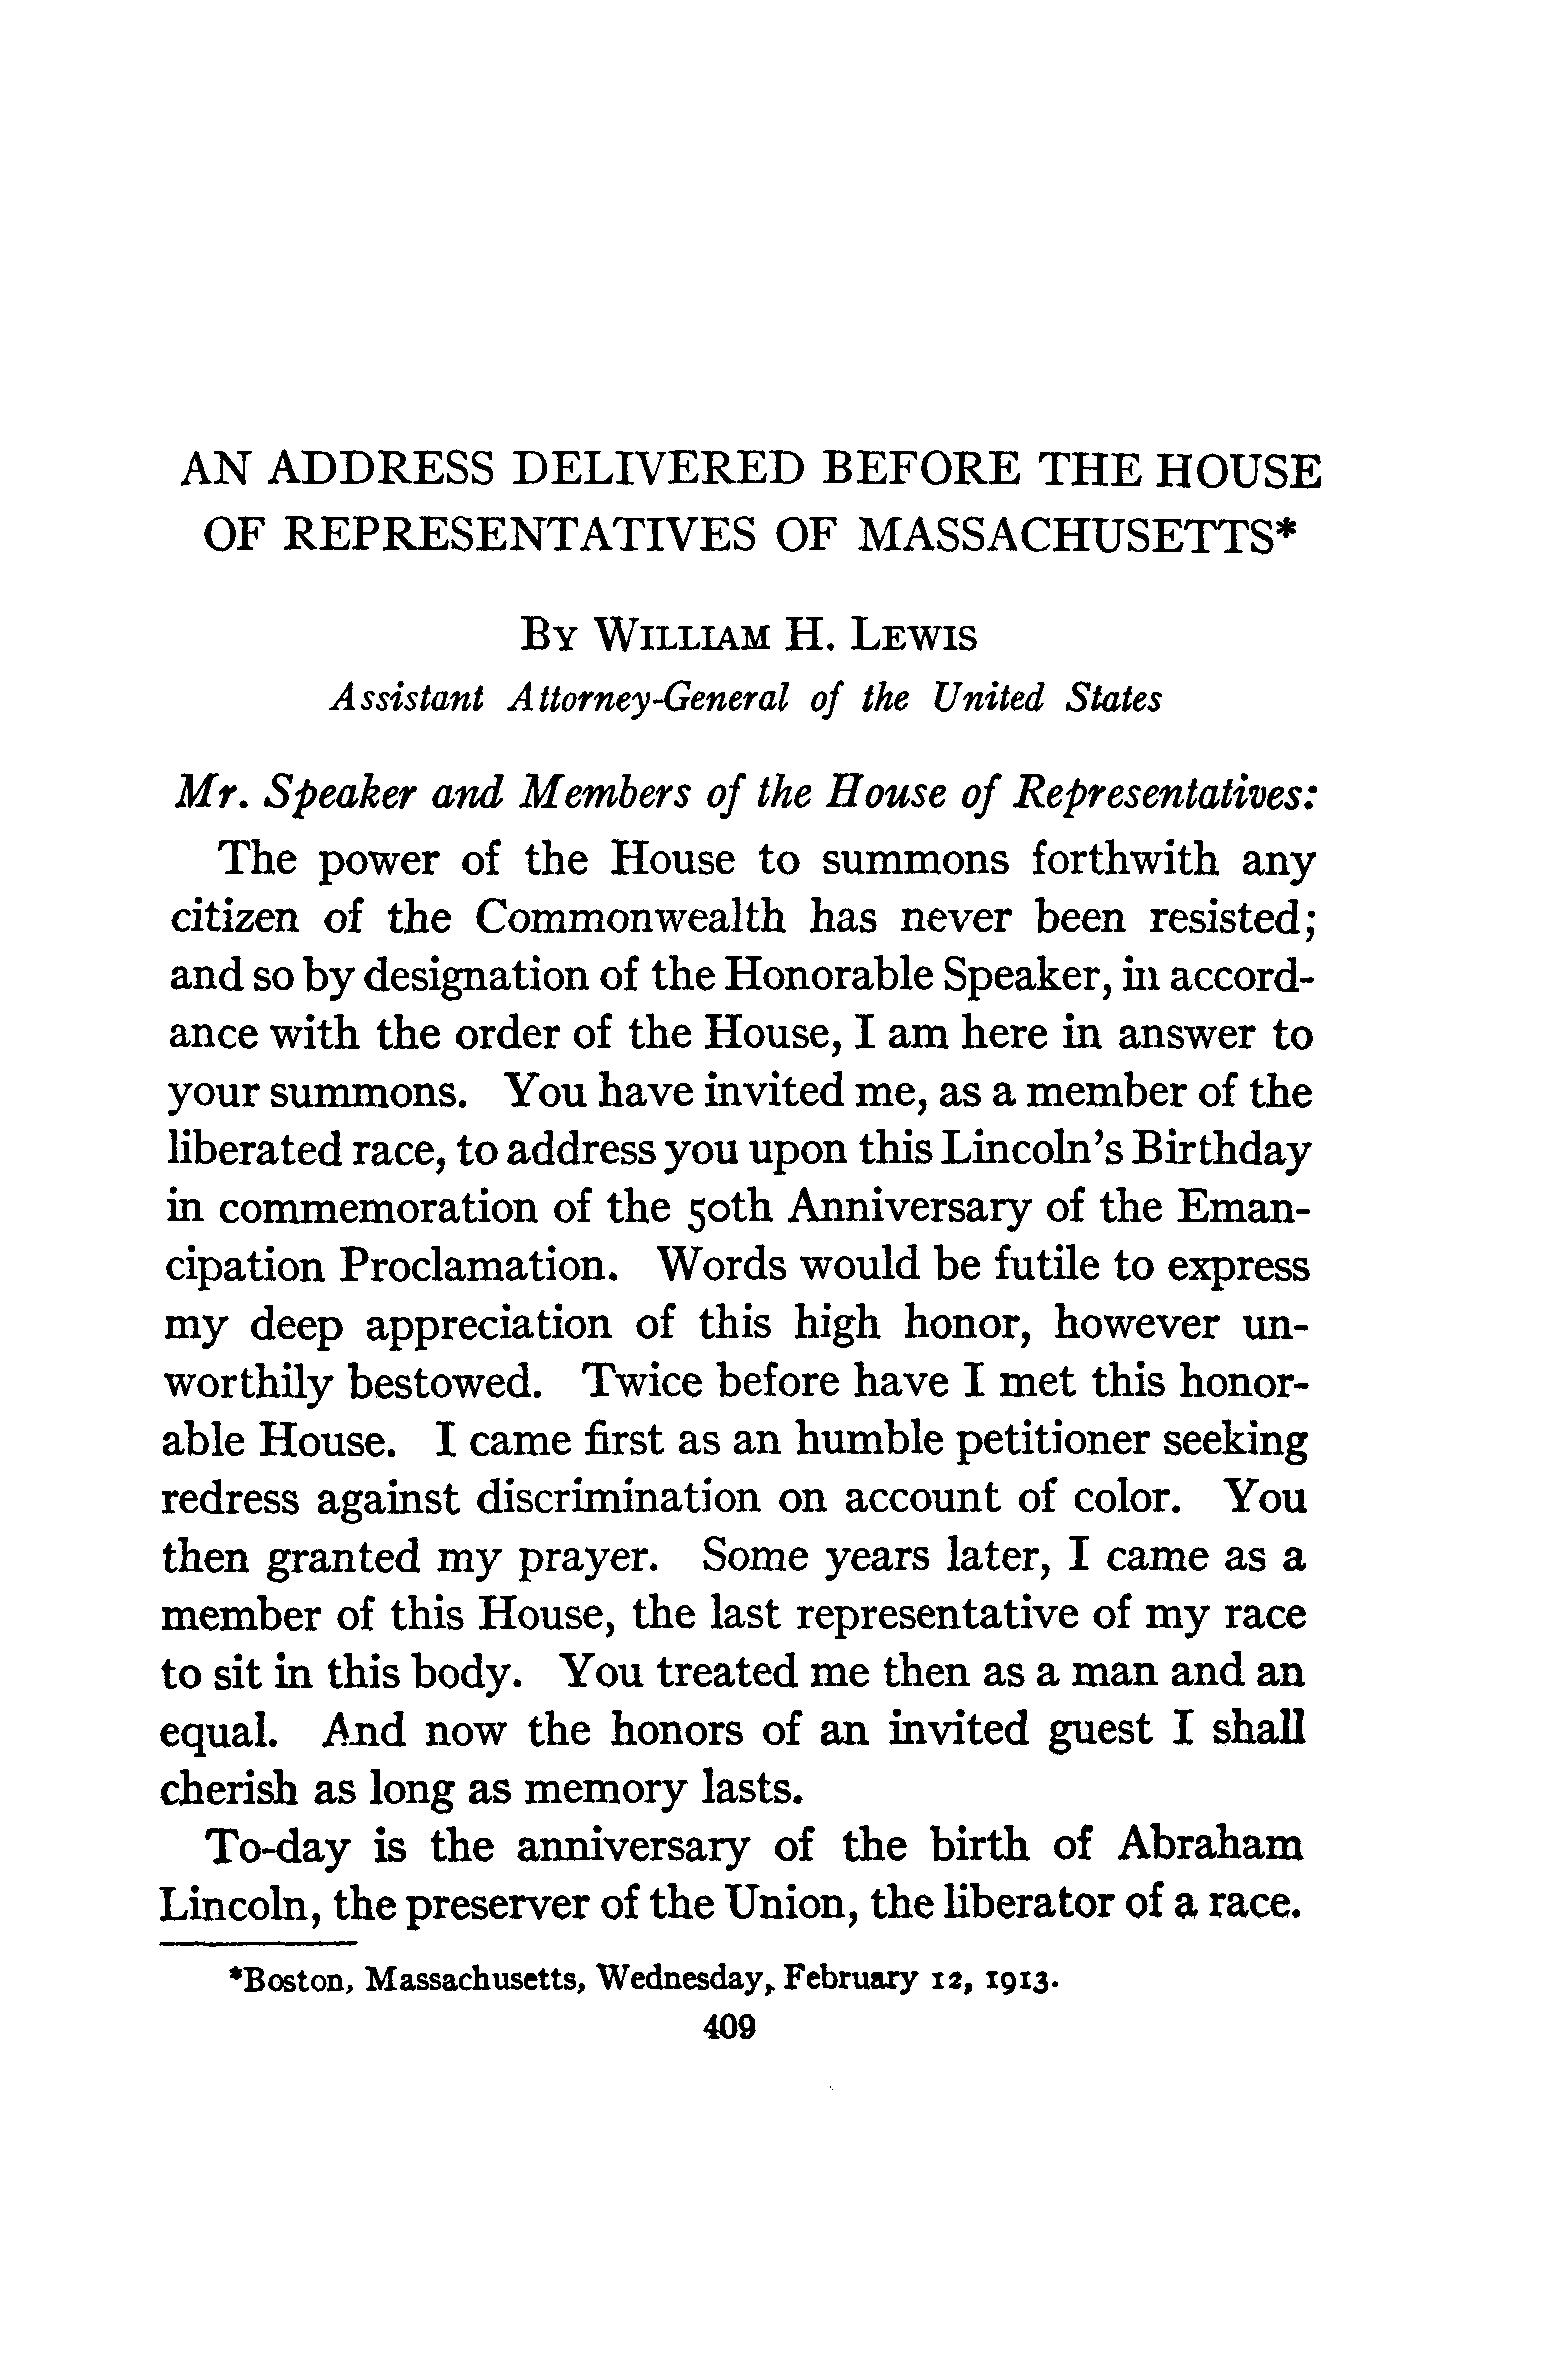 AN ADDRESS DELIVERED BEFORE THE HOUSE
OF REPRESENTATIVES OF MASSACHUSETTS*
By William H. Lewis
Assistant Attorney-General of the United States
Mr. Speaker and Members of the House of Representatives:
The power of the House to summons forthwith any
citizen of the Commonwealth has never been resisted;
and so by designation of the Honorable Speaker, in accord-
ance with the order of the House, I am here in answer to
your summons. You have invited me, as a member of the
liberated race, to address you upon this Lincoln's Birthday
in commemoration of the 50th Anniversary of the Eman-
cipation Proclamation. Words would be futile to express
my deep appreciation of this high honor, however un-
worthily bestowed. Twice before have I met this honor-
able House. I came first as an humble petitioner seeking
redress against discrimination on account of color. You
then granted my prayer. Some years later, I came as a
member of this House, the last representative of my race
to sit in this body. You treated me then as a man and an
equal. And now the honors of an invited guest I shall
cherish as long as memory lasts.
To-day is the anniversary of the birth of Abraham
Lincoln, the preserver of the Union, the liberator of a race.
*Boston, Massachusetts, Wednesday, February 12, 1913.
409